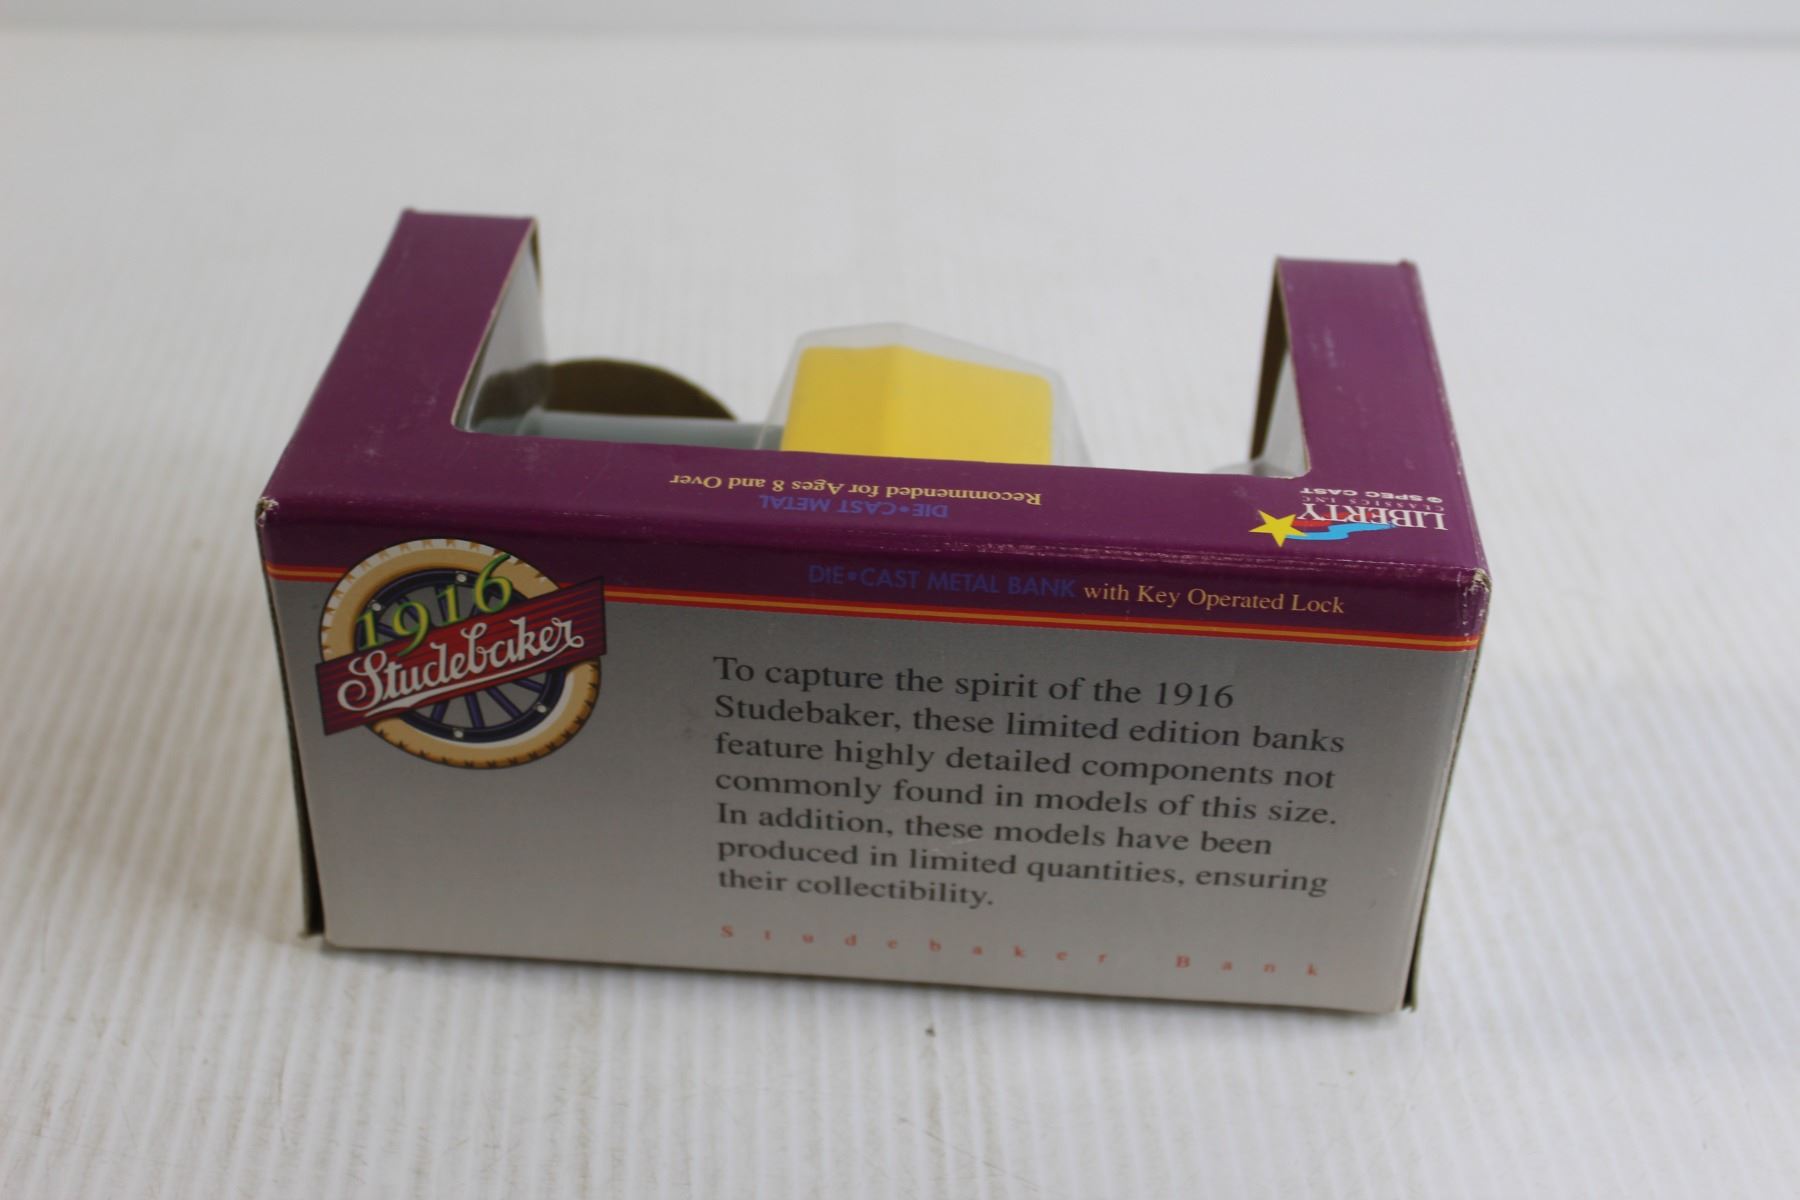 Recommended for Ages 8 and Over
DIE•CAST METAL
LIBERTY
CLASSICS INC
SPEC CAST
1916
Studebaker
DIE•CAST METAL BANK with Key Operated Lock
To capture the spirit of the 1916
Studebaker, these limited edition banks
feature highly detailed components not
commonly found in models of this size.
In addition, these models have been
produced in limited quantities, ensuring
their collectibility.
Studebaker Bank